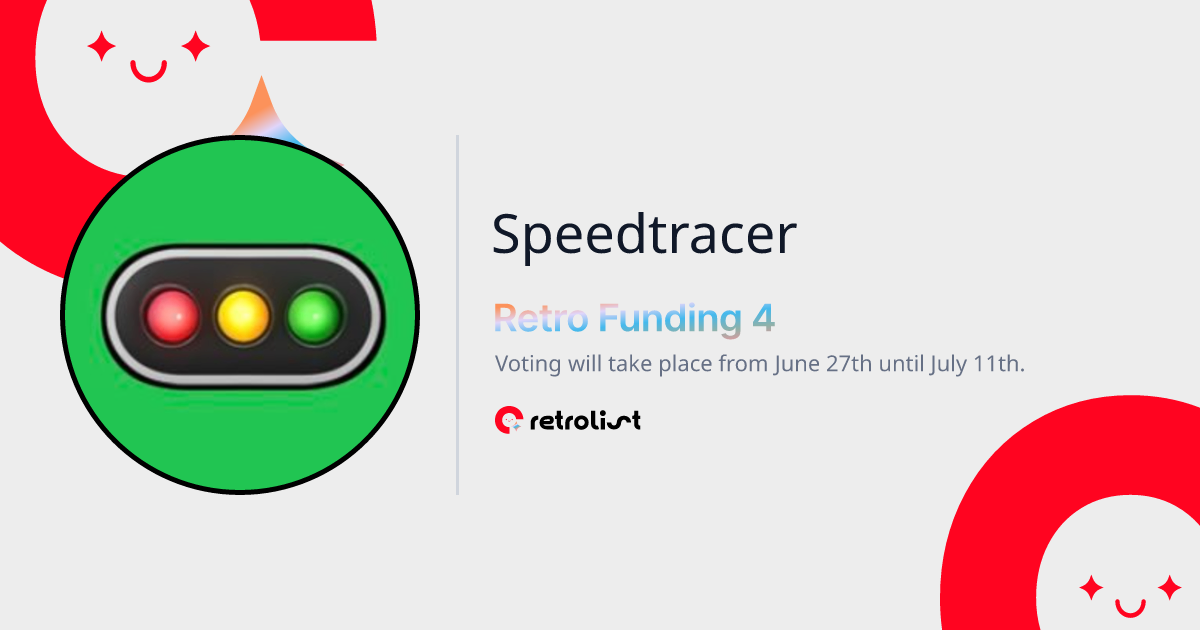 Speedtracer
Retro Funding 4
Voting will take place from June 27th until July 11th.
retrolist